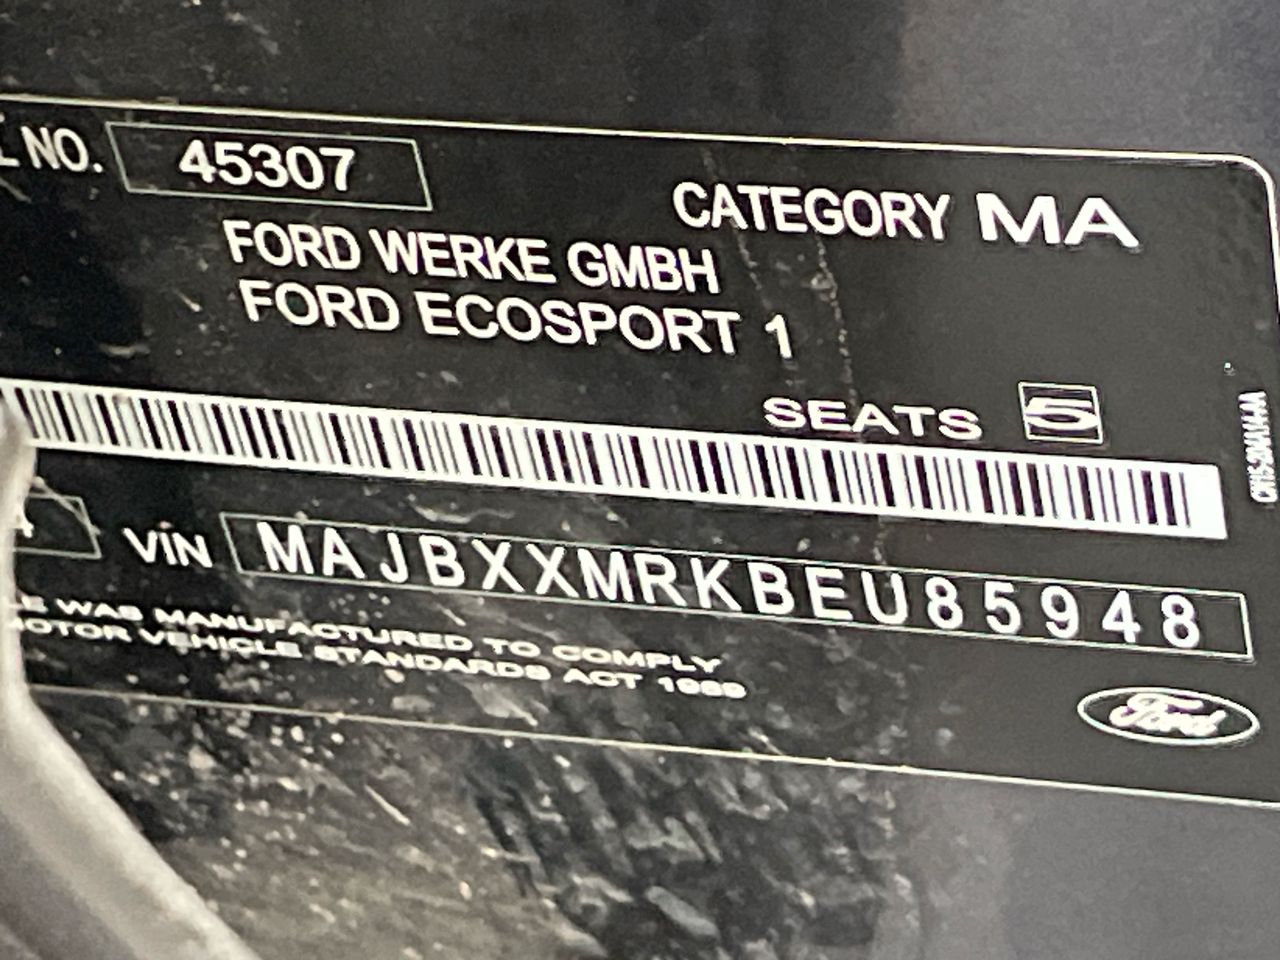 L NO. 45307
CATEGORY MA
FORD WERKE GMBH
FORD ECOSPORT 1
SEATS 5
VIN MAJBXXMRKBEU85948
E WAS MANUFACTURED TO COMPLY
MOTOR VEHICLE STANDARDS ACT 1989
Ford